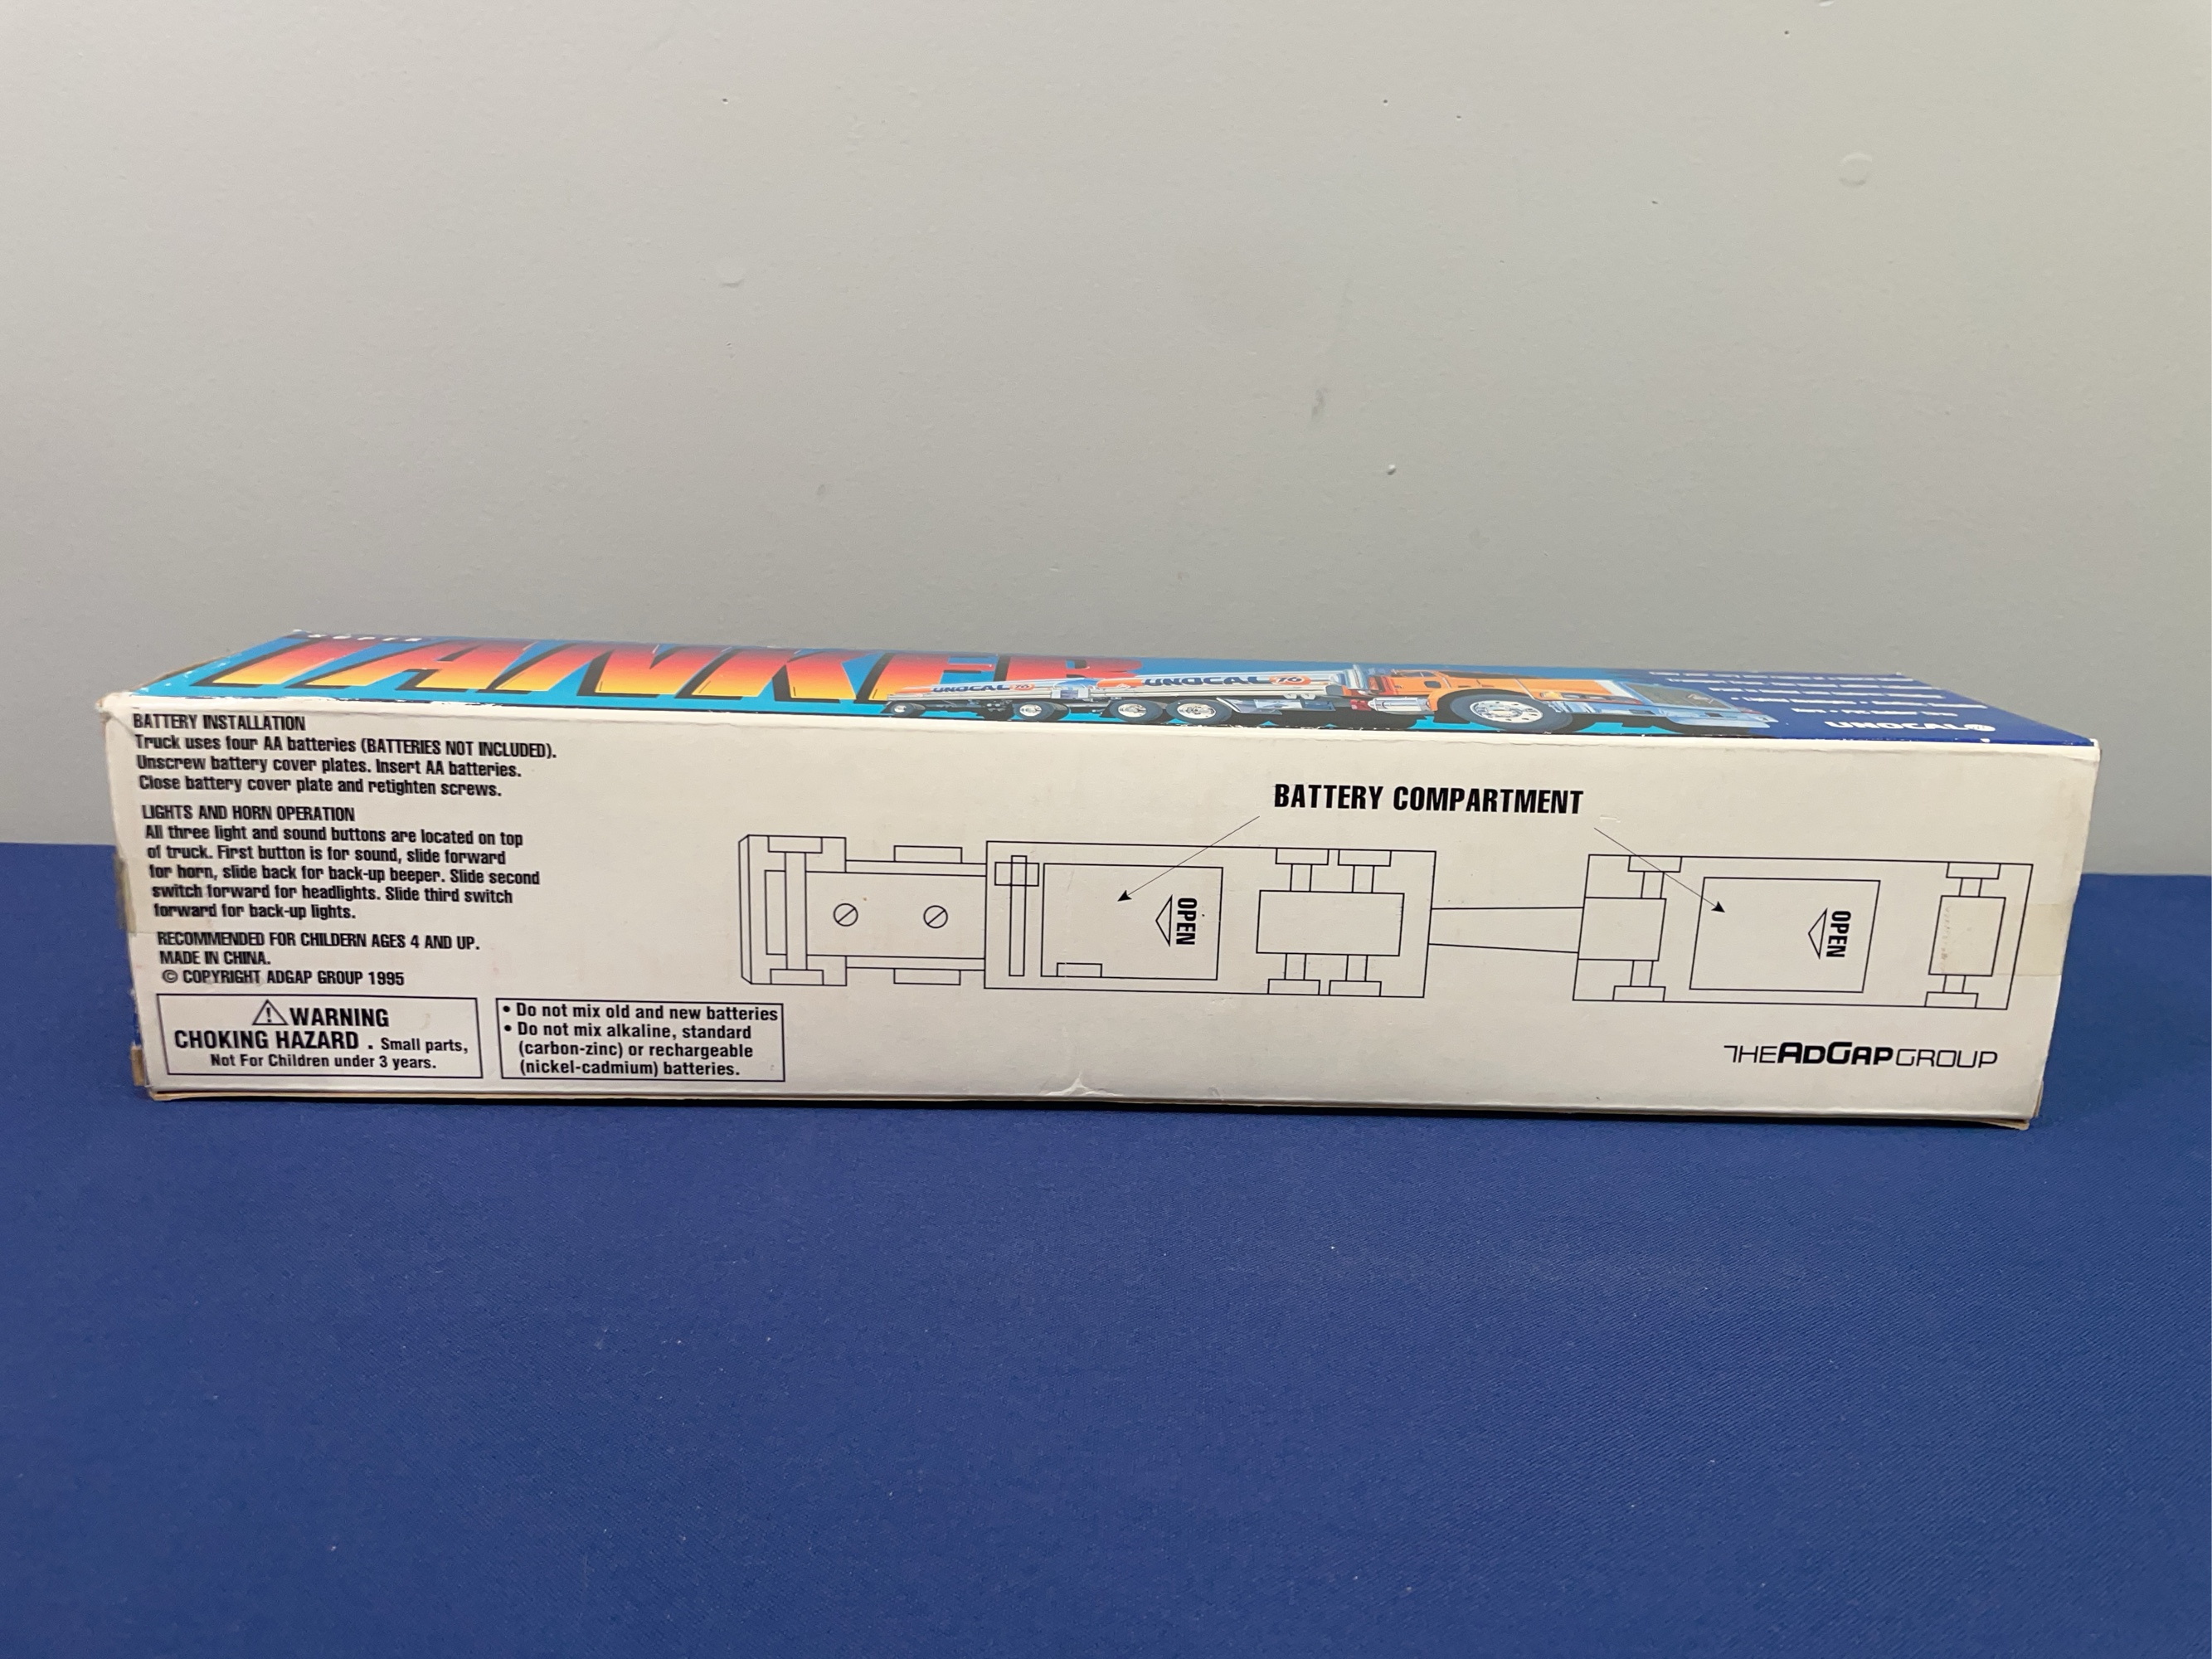 TANKER
UNOCAL 76
UNOCAL 76
UNOCAL
BATTERY INSTALLATION
Truck uses four AA batteries (BATTERIES NOT INCLUDED).
Unscrew battery cover plates. Insert AA batteries.
Close battery cover plate and retighten screws.
LIGHTS AND HORN OPERATION
All three light and sound buttons are located on top
of truck. First button is for sound, slide forward
for horn, slide back for back-up beeper. Slide second
switch forward for headlights. Slide third switch
forward for back-up lights.
RECOMMENDED FOR CHILDERN AGES 4 AND UP.
MADE IN CHINA.
© COPYRIGHT ADGAP GROUP 1995
WARNING
CHOKING HAZARD . Small parts,
Not For Children under 3 years.
• Do not mix old and new batteries
• Do not mix alkaline, standard
(carbon-zinc) or rechargeable
(nickel-cadmium) batteries.
BATTERY COMPARTMENT
OPEN
OPEN
THE ADGAP GROUP